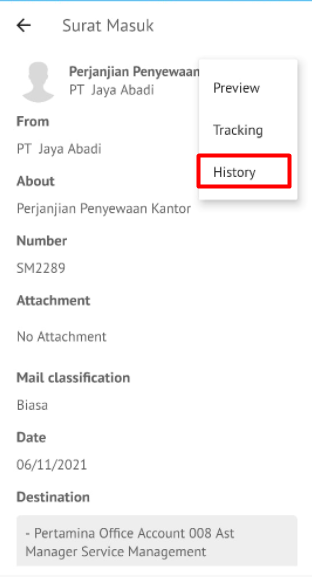 Surat Masuk
Perjanjian Penyewaan
PT Jaya Abadi
Preview
Tracking
History
From
PT Jaya Abadi
About
Perjanjian Penyewaan Kantor
Number
SM2289
Attachment
No Attachment
Mail classification
Biasa
Date
06/11/2021
Destination
- Pertamina Office Account 008 Ast
Manager Service Management